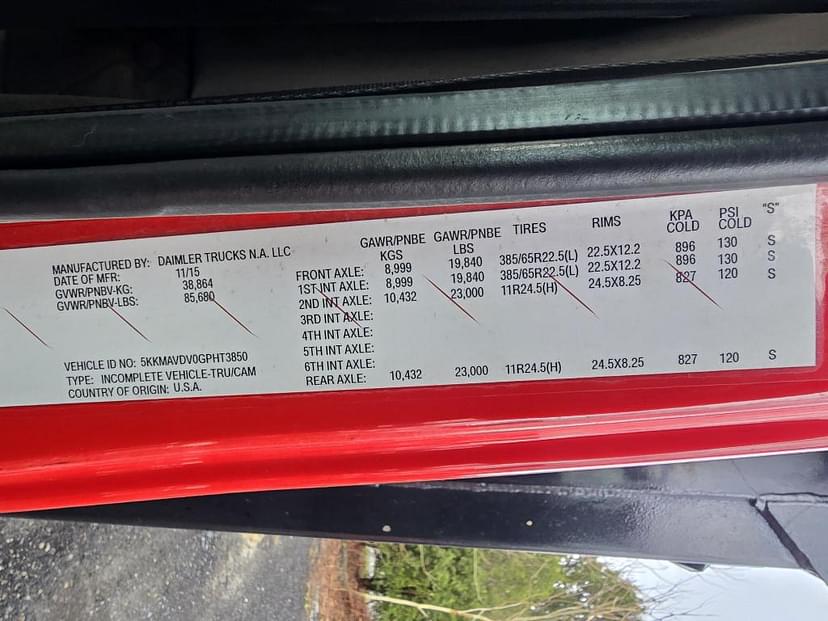 MANUFACTURED BY: DAIMLER TRUCKS N.A. LLC
DATE OF MFR: 11/15
GVWR/PNBV-KG: 38,864
GVWR/PNBV-LBS: 85,680
VEHICLE ID NO: 5KKMAVDV0GPHT3850
TYPE: INCOMPLETE VEHICLE-TRU/CAM
COUNTRY OF ORIGIN: U.S.A.
GAWR/PNBE KGS GAWR/PNBE LBS TIRES RIMS KPA COLD PSI COLD "S"
FRONT AXLE: 8,999 19,840 385/65R22.5(L) 22.5X12.2 896 130 S
1ST INT AXLE: 8,999 19,840 385/65R22.5(L) 22.5X12.2 896 130 S
2ND INT AXLE: 10,432 23,000 11R24.5(H) 24.5X8.25 827 120 S
3RD INT AXLE:
4TH INT AXLE:
5TH INT AXLE:
6TH INT AXLE:
REAR AXLE: 10,432 23,000 11R24.5(H) 24.5X8.25 827 120 S